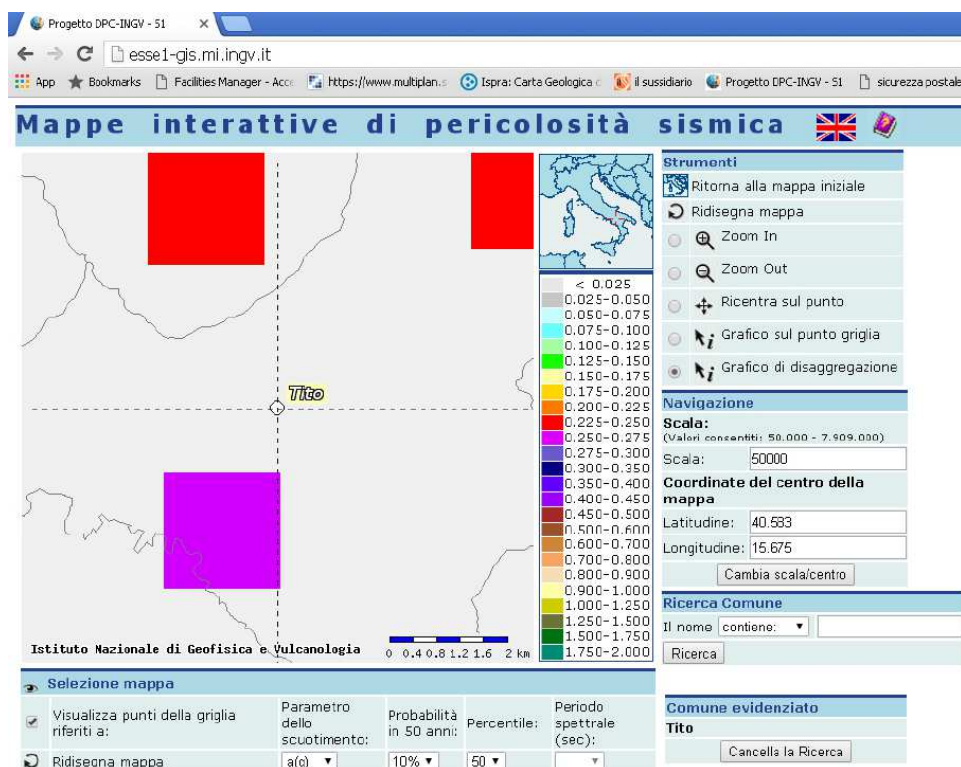 Progetto DPC-INGV - S1
esse1-gis.mi.ingv.it
App Bookmarks Facilities Manager - Acce https://www.multiplan.s Ispra: Carta Geologica c il sussidiario Progetto DPC-INGV - S1 sicurezza postale
Mappe interattive di pericolosità sismica
Tito
Istituto Nazionale di Geofisica e Vulcanologia
0 0.4 0.8 1.2 1.6 2 km
< 0.025
0.025-0.050
0.050-0.075
0.075-0.100
0.100-0.125
0.125-0.150
0.150-0.175
0.175-0.200
0.200-0.225
0.225-0.250
0.250-0.275
0.275-0.300
0.300-0.350
0.350-0.400
0.400-0.450
0.450-0.500
0.500-0.600
0.600-0.700
0.700-0.800
0.800-0.900
0.900-1.000
1.000-1.250
1.250-1.500
1.500-1.750
1.750-2.000
Strumenti
Ritorna alla mappa iniziale
Ridisegna mappa
Zoom In
Zoom Out
Ricentra sul punto
Grafico sul punto griglia
Grafico di disaggregazione
Navigazione
Scala:
(Valori consentiti: 50.000 - 7.909.000)
Scala: 50000
Coordinate del centro della
mappa
Latitudine: 40.583
Longitudine: 15.675
Cambia scala/centro
Ricerca Comune
Il nome contiene:
Ricerca
Comune evidenziato
Tito
Cancella la Ricerca
Selezione mappa
Visualizza punti della griglia
riferiti a:
Parametro
dello
scuotimento:
Probabilità
in 50 anni:
Percentile:
Periodo
spettrale
(sec):
Ridisegna mappa a(g) 10% 50